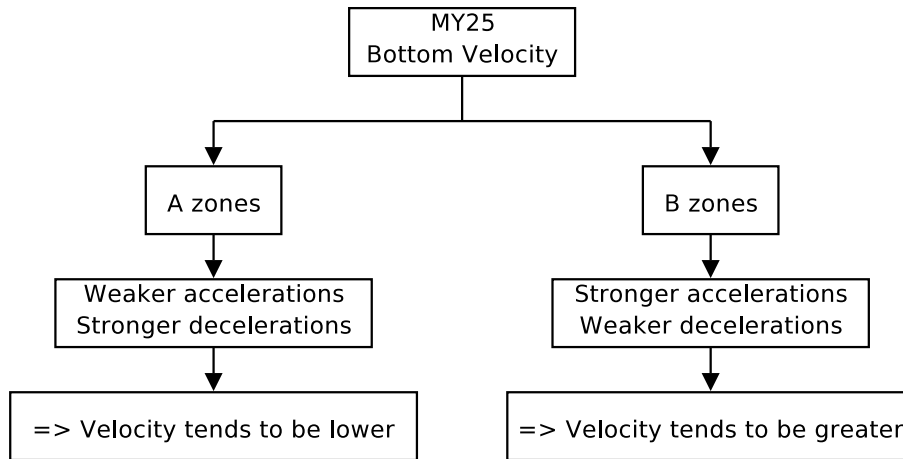 MY25
Bottom Velocity
A zones
B zones
Weaker accelerations
Stronger decelerations
Stronger accelerations
Weaker decelerations
=> Velocity tends to be lower
=> Velocity tends to be greater